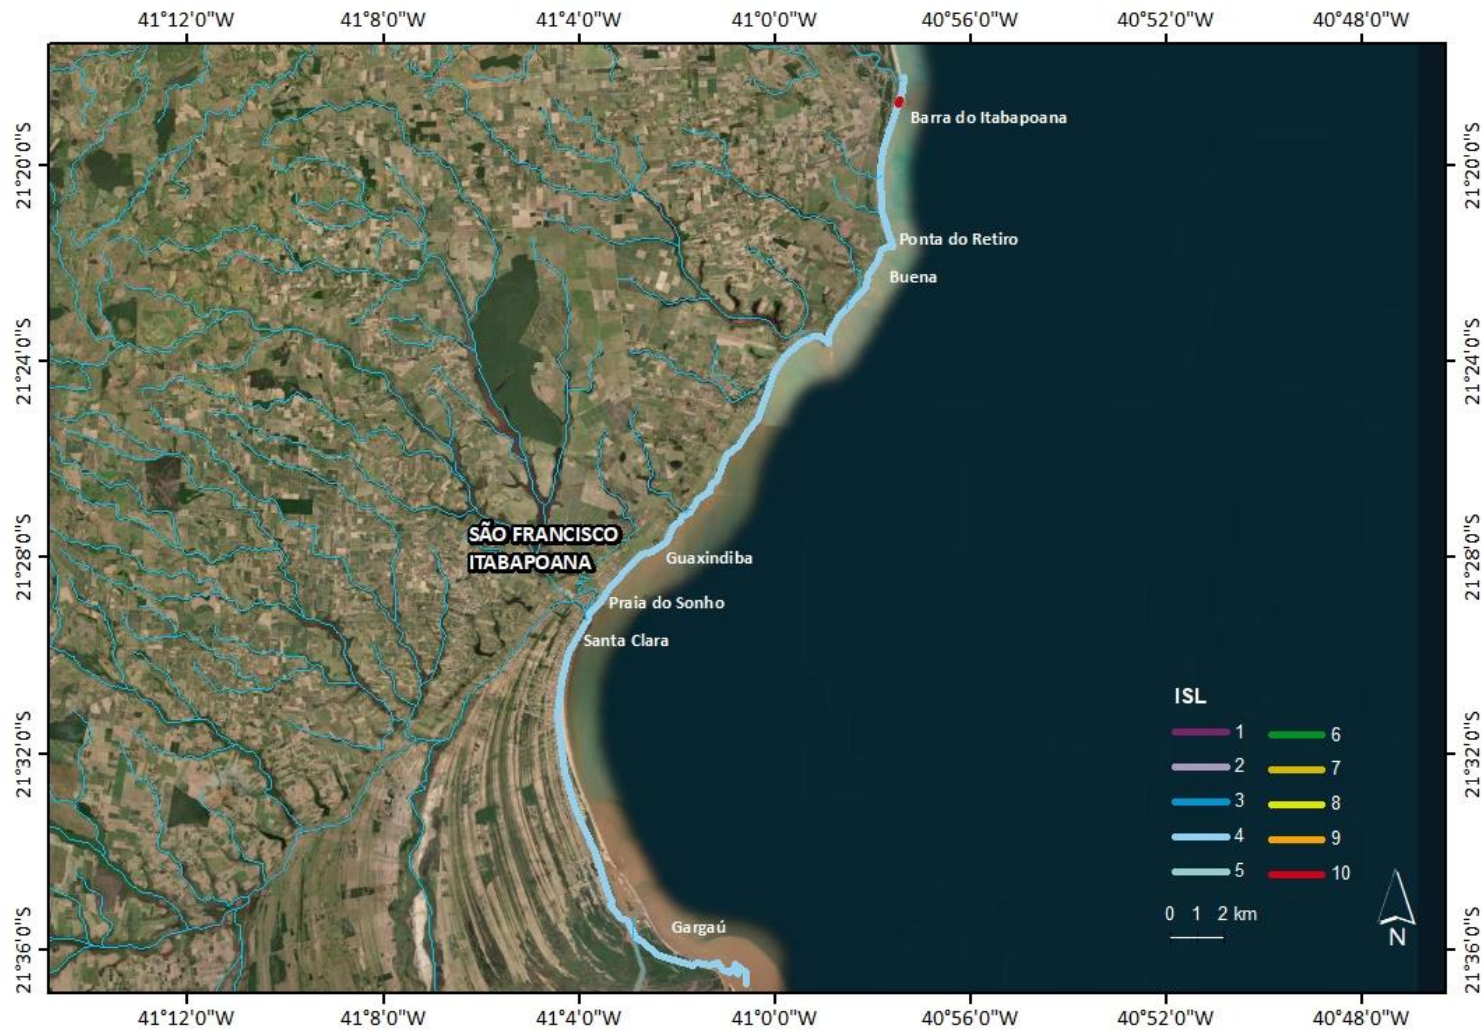 41°12'0"W 41°8'0"W 41°4'0"W 41°0'0"W 40°56'0"W 40°52'0"W 40°48'0"W
Barra do Itabapoana
21°20'0"S 21°20'0"S
Ponta do Retiro
Buena
21°24'0"S 21°24'0"S
SÃO FRANCISCO
ITABAPOANA
21°28'0"S 21°28'0"S
Guaxindiba
Praia do Sonho
Santa Clara
ISL
1 6
2 7
21°32'0"S 21°32'0"S
3 8
4 9
5 10
0 1 2 km
Gargaú
N
21°36'0"S 21°36'0"S
41°12'0"W 41°8'0"W 41°4'0"W 41°0'0"W 40°56'0"W 40°52'0"W 40°48'0"W